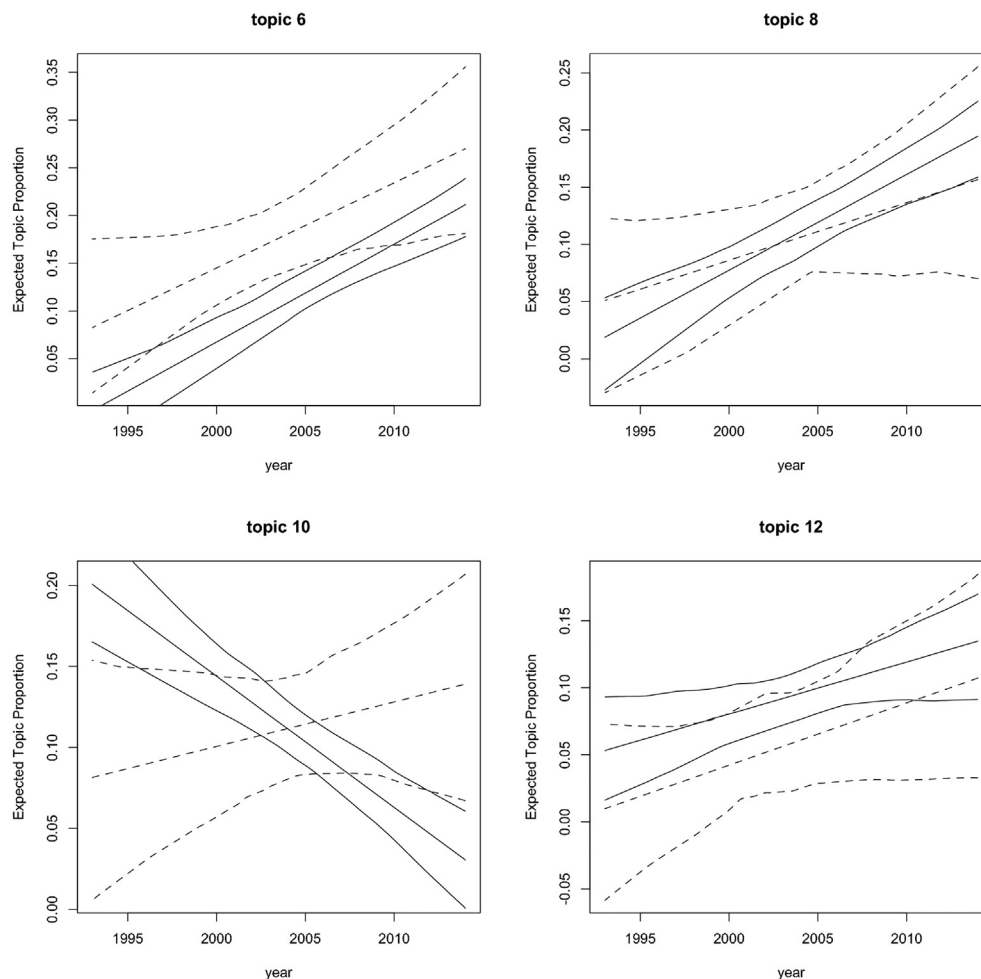 topic 6
Expected Topic Proportion
0.05 0.10 0.15 0.20 0.25 0.30 0.35
1995 2000 2005 2010
year
topic 8
Expected Topic Proportion
0.00 0.05 0.10 0.15 0.20 0.25
1995 2000 2005 2010
year
topic 10
Expected Topic Proportion
0.00 0.05 0.10 0.15 0.20
1995 2000 2005 2010
year
topic 12
Expected Topic Proportion
-0.05 0.00 0.05 0.10 0.15
1995 2000 2005 2010
year